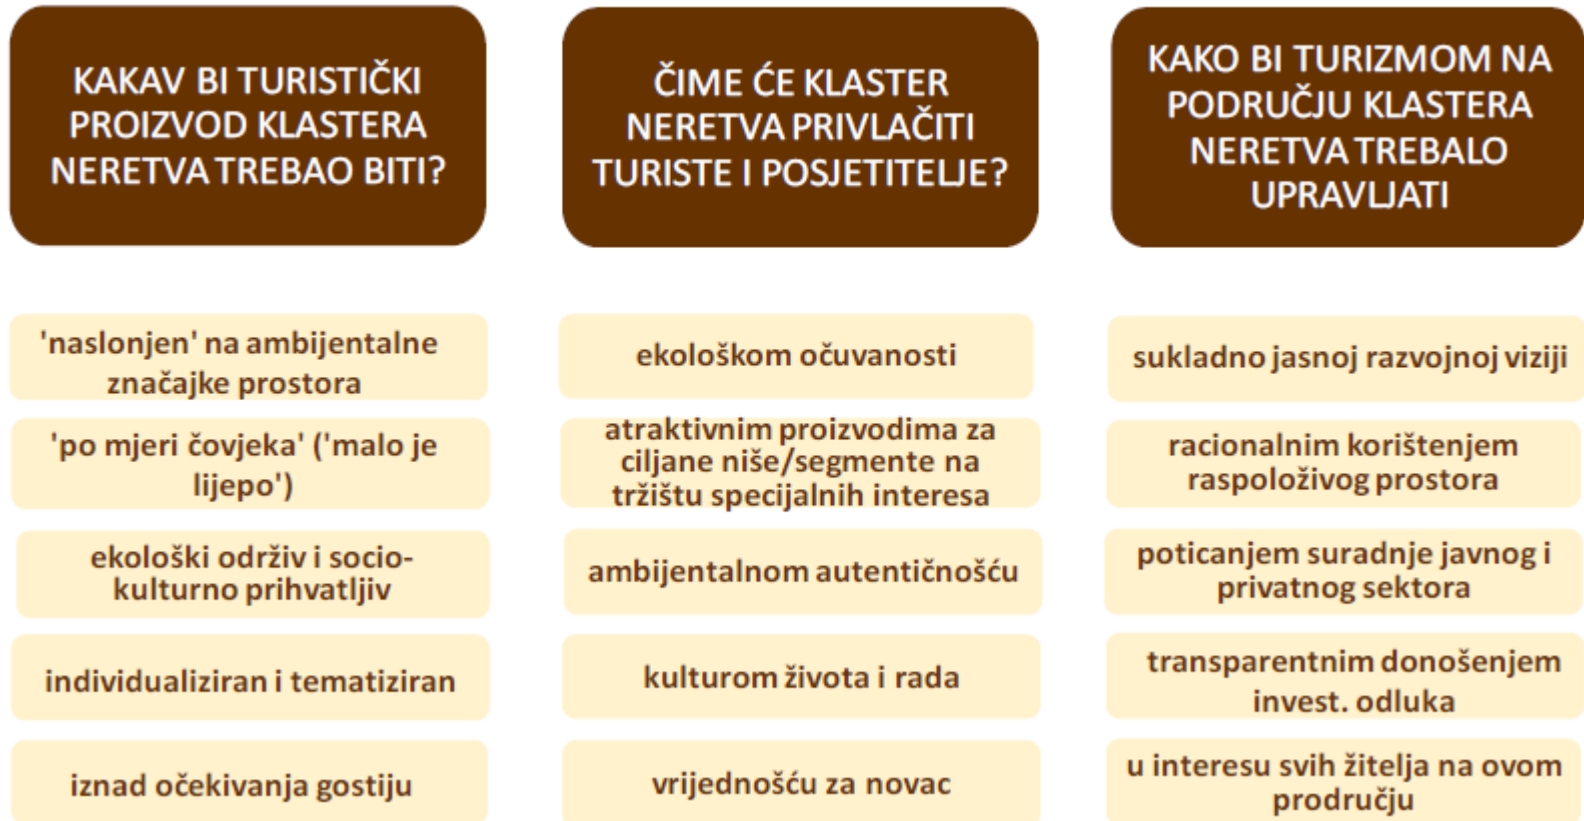 KAKAV BI TURISTIČKI
PROIZVOD KLASTERA
NERETVA TREBAO BITI?
'naslonjen' na ambijentalne
značajke prostora
'po mjeri čovjeka' ('malo je
lijepo')
ekološki održiv i socio-
kulturno prihvatljiv
individualiziran i tematiziran
iznad očekivanja gostiju
ČIME ĆE KLASTER
NERETVA PRIVLAČITI
TURISTE I POSJETITELJE?
ekološkom očuvanosti
atraktivnim proizvodima za
ciljane niše/segmente na
tržištu specijalnih interesa
ambijentalnom autentičnošću
kulturom života i rada
vrijednošću za novac
KAKO BI TURIZMOM NA
PODRUČJU KLASTERA
NERETVA TREBALO
UPRAVLJATI
sukladno jasnoj razvojnoj viziji
racionalnim korištenjem
raspoloživog prostora
poticanjem suradnje javnog i
privatnog sektora
transparentnim donošenjem
invest. odluka
u interesu svih žitelja na ovom
prodručju